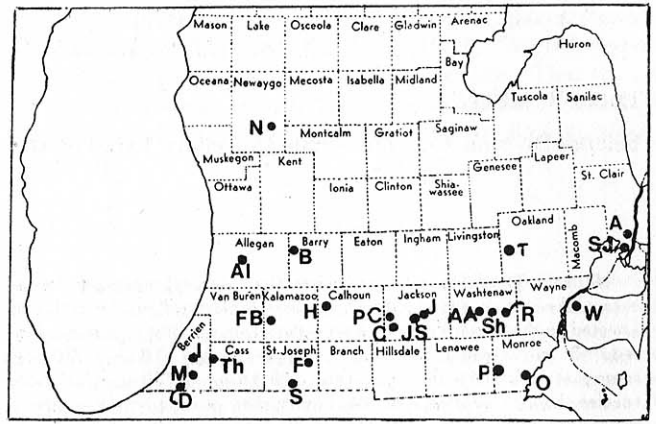 Mason Lake Osceola Clare Gladwin Arenac
Huron
Bay
Oceana Newaygo Mecosta Isabella Midland
Tuscola Sanilac
N
Montcalm Gratiot Saginaw
Muskegon Kent
Lapeer
Genesee
St. Clair
Ottawa Ionia Clinton Shia-
wassee
Oakland
Macomb
A
SJ
Allegan Barry Eaton Ingham Livingston
Al B T
Van Buren Kalamazoo Calhoun Jackson Washtenaw Wayne
FB H PC J AA R W
C JS Sh
Berrien
Cass St. Joseph Branch Hillsdale Lenawee Monroe
M Th F P O
D S